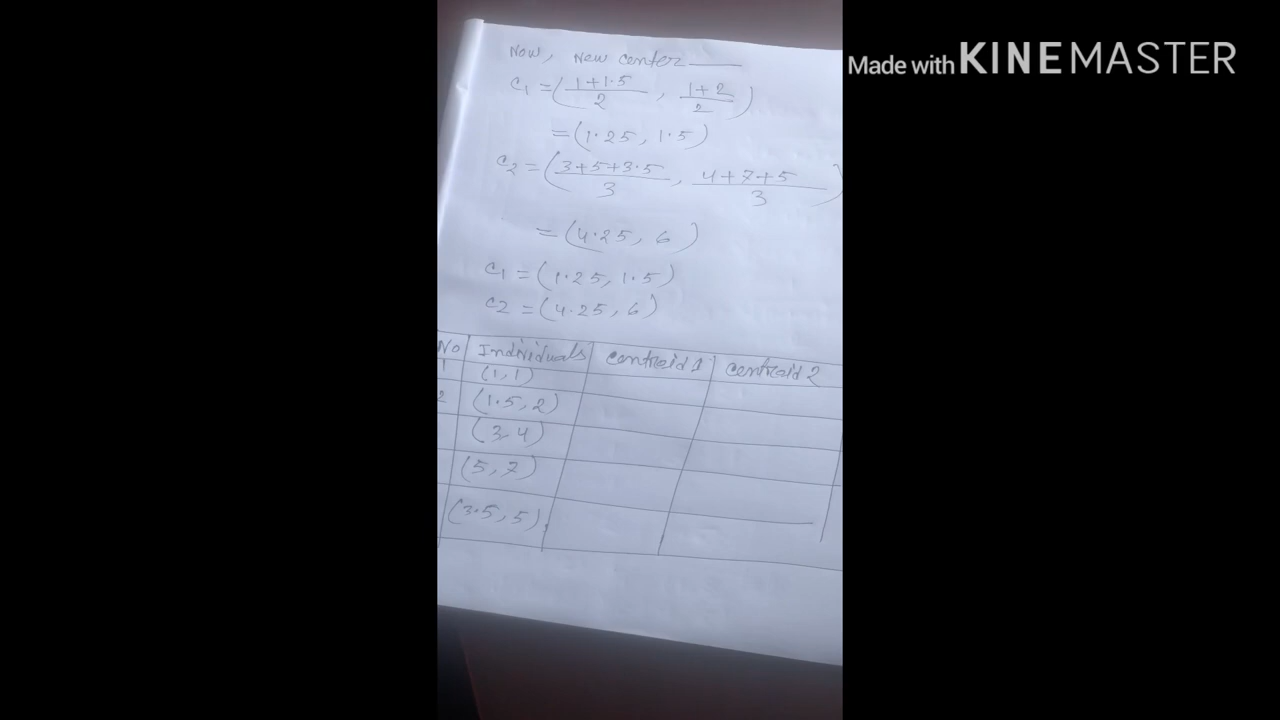 Made with KINEMASTER
Now, New center
C1 = (1+1.5/2, 1+2/2)
= (1.25, 1.5)
C2 = (3+5+3.5/3, 4+7+5/3)
= (4.25, 6)
C1 = (1.25, 1.5)
C2 = (4.25, 6)
No Individuals centroid 1 centroid 2
1 (1,1)
2 (1.5,2)
(3,4)
(5,7)
(3.5,5)